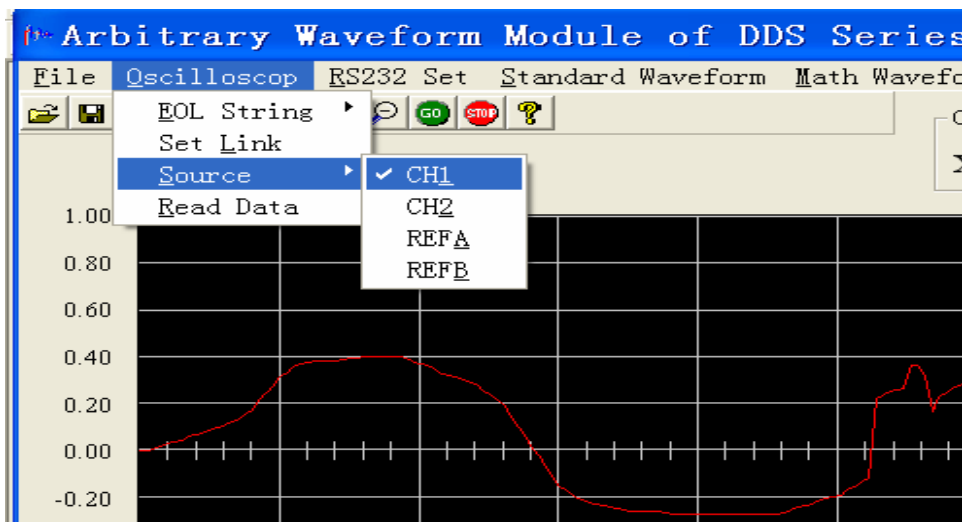 Arbitrary Waveform Module of DDS Series
File Oscilloscop RS232 Set Standard Waveform Math Wavefo
GO STOP ?
EOL String
Set Link
Source
Read Data
CH1
CH2
REFA
REFB
1.00
0.80
0.60
0.40
0.20
0.00
-0.20